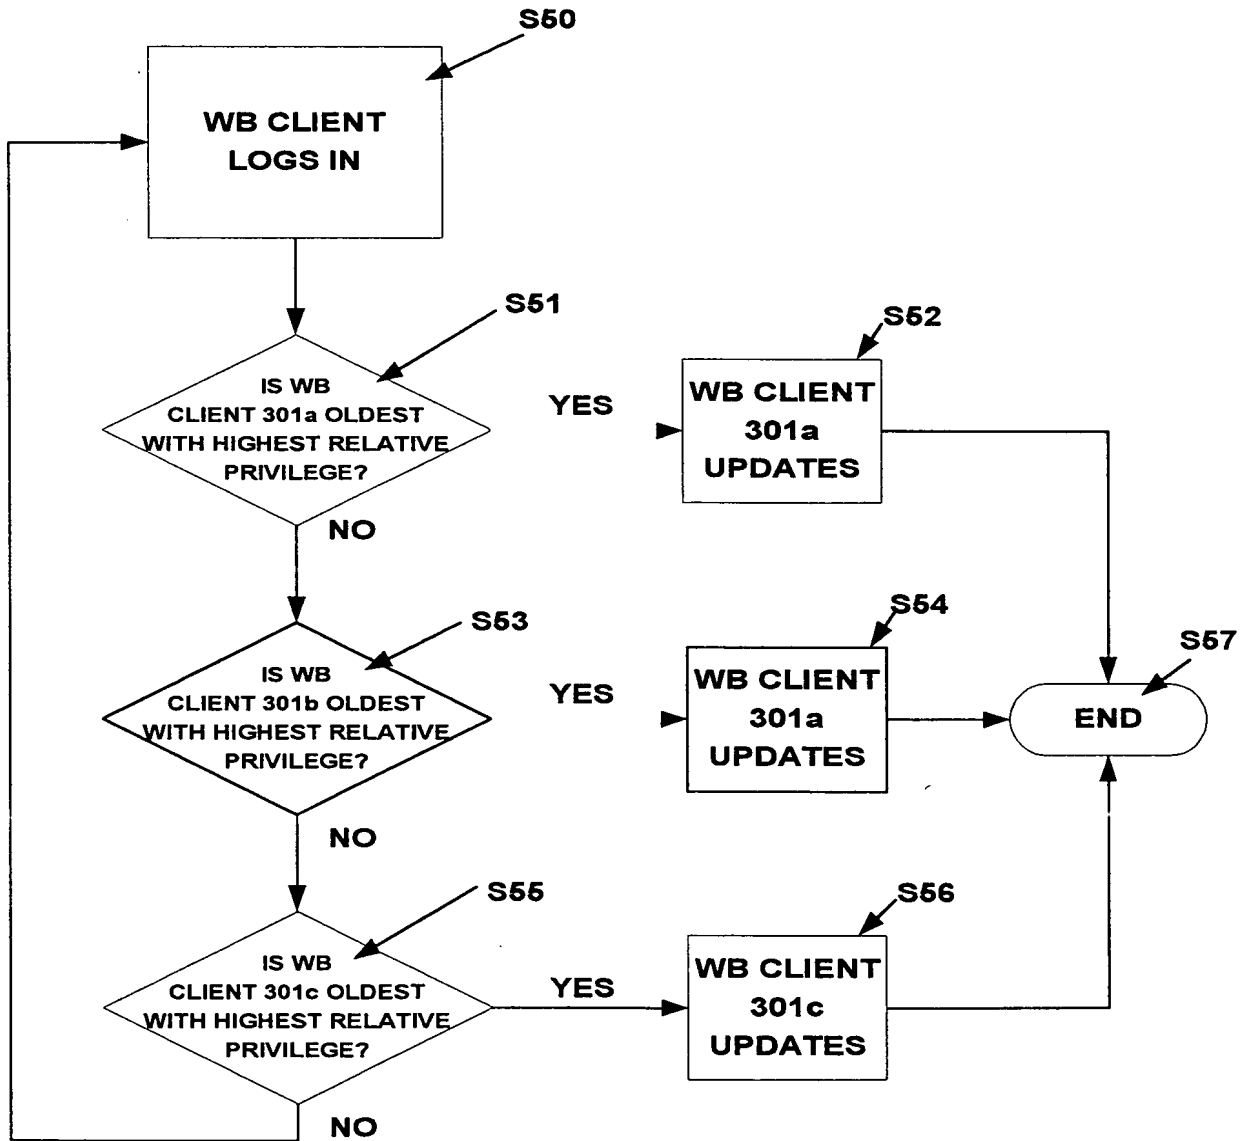 S50
WB CLIENT
LOGS IN
S51
IS WB
CLIENT 301a OLDEST
WITH HIGHEST RELATIVE
PRIVILEGE?
YES
S52
WB CLIENT
301a
UPDATES
NO
S53
IS WB
CLIENT 301b OLDEST
WITH HIGHEST RELATIVE
PRIVILEGE?
YES
S54
WB CLIENT
301a
UPDATES
S57
END
NO
S55
IS WB
CLIENT 301c OLDEST
WITH HIGHEST RELATIVE
PRIVILEGE?
YES
S56
WB CLIENT
301c
UPDATES
NO